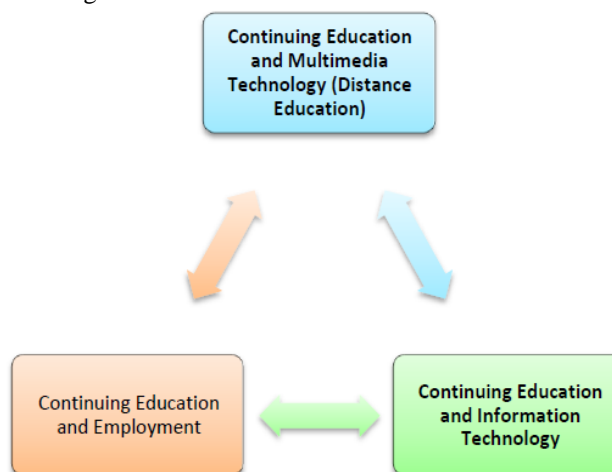 Continuing Education
and Multimedia
Technology (Distance
Education)
Continuing Education
and Employment
Continuing Education
and Information
Technology